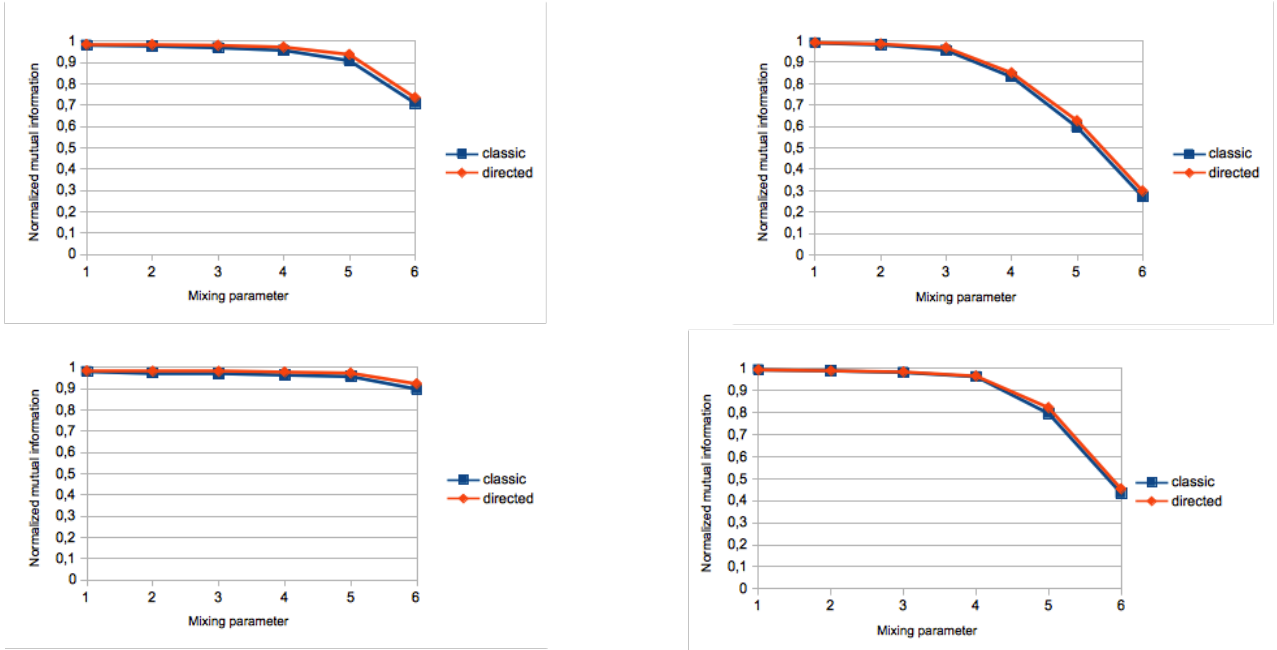 Normalized mutual information
1
0,9
0,8
0,7
0,6
0,5
0,4
0,3
0,2
0,1
0
1 2 3 4 5 6
Mixing parameter
classic
directed
Normalized mutual information
1
0,9
0,8
0,7
0,6
0,5
0,4
0,3
0,2
0,1
0
1 2 3 4 5 6
Mixing parameter
classic
directed
Normalized mutual information
1
0,9
0,8
0,7
0,6
0,5
0,4
0,3
0,2
0,1
0
1 2 3 4 5 6
Mixing parameter
classic
directed
Normalized mutual information
1
0,9
0,8
0,7
0,6
0,5
0,4
0,3
0,2
0,1
0
1 2 3 4 5 6
Mixing parameter
classic
directed